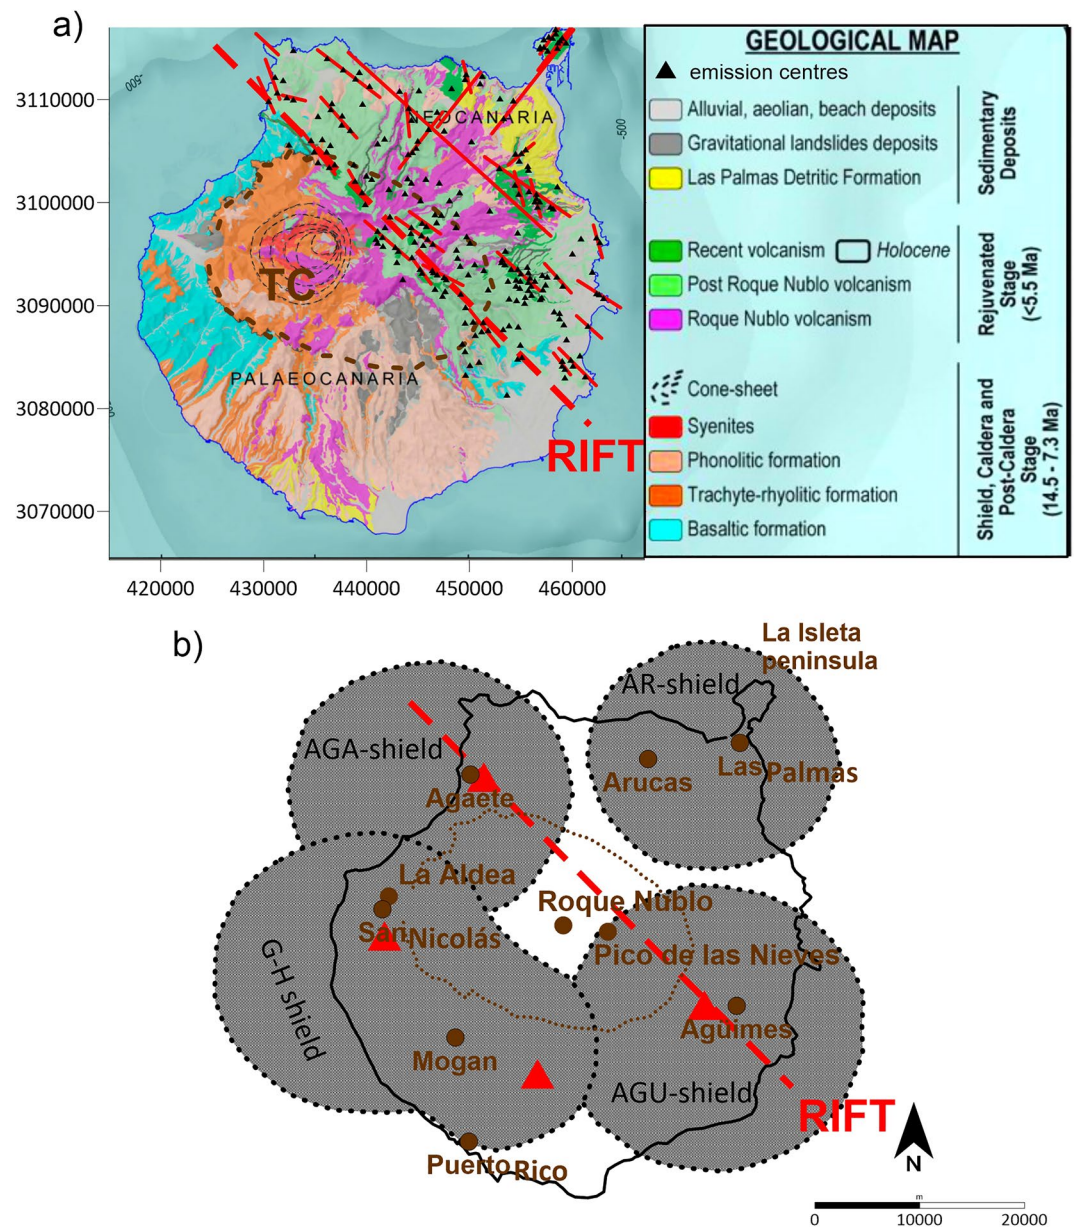 a)
-500
3110000
3100000
3090000
3080000
3070000
420000
430000
440000
450000
460000
NEOCANARIA
-500
TC
PALAEOCANARIA
RIFT
GEOLOGICAL MAP
emission centres
Alluvial, aeolian, beach deposits
Gravitational landslides deposits
Las Palmas Detritic Formation
Sedimentary
Deposits
Recent volcanism
Holocene
Post Roque Nublo volcanism
Roque Nublo volcanism
Rejuvenated
Stage
(<5.5 Ma)
Cone-sheet
Syenites
Phonolitic formation
Trachyte-rhyolitic formation
Basaltic formation
Shield, Caldera and
Post-Caldera
Stage
(14.5 - 7.3 Ma)
b)
La Isleta
peninsula
AR-shield
AGA-shield
Las Palmas
Arucas
Agaete
La Aldea
San Nicolás
Roque Nublo
Pico de las Nieves
G-H shield
Agüimes
Mogan
AGU-shield
RIFT
Puerto Rico
N
m
0
10000
20000